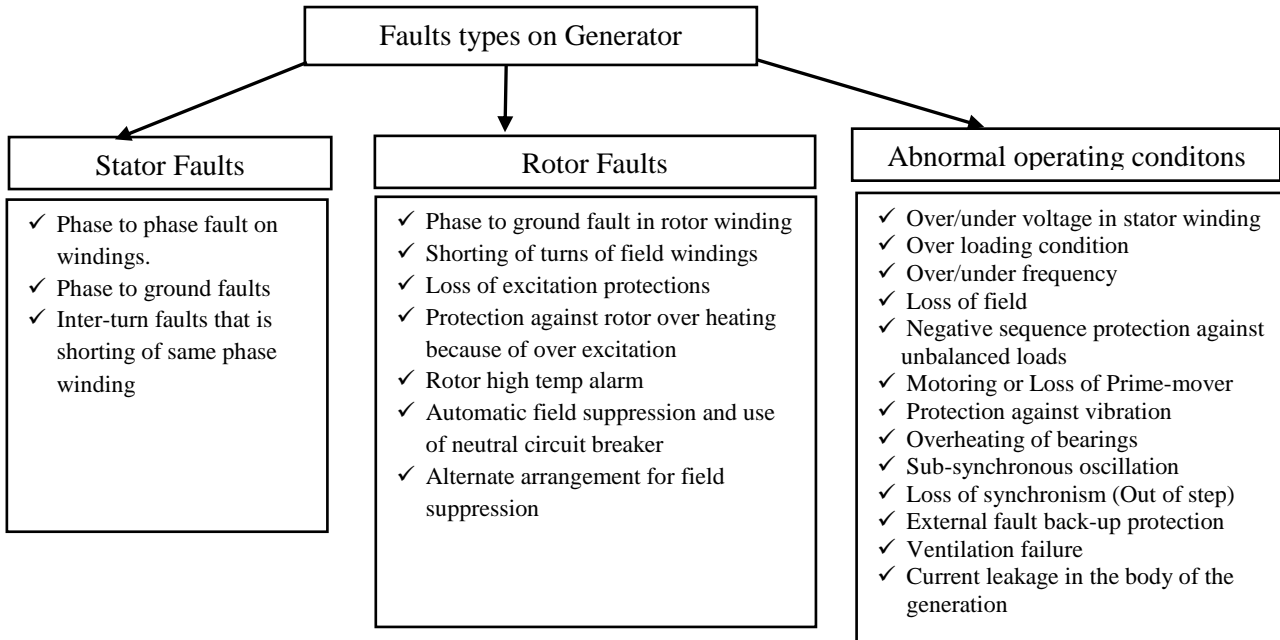 Faults types on Generator
Stator Faults
✓ Phase to phase fault on
windings.
✓ Phase to ground faults
✓ Inter-turn faults that is
shorting of same phase
winding
Rotor Faults
✓ Phase to ground fault in rotor winding
✓ Shorting of turns of field windings
✓ Loss of excitation protections
✓ Protection against rotor over heating
because of over excitation
✓ Rotor high temp alarm
✓ Automatic field suppression and use
of neutral circuit breaker
✓ Alternate arrangement for field
suppression
Abnormal operating conditons
✓ Over/under voltage in stator winding
✓ Over loading condition
✓ Over/under frequency
✓ Loss of field
✓ Negative sequence protection against
unbalanced loads
✓ Motoring or Loss of Prime-mover
✓ Protection against vibration
✓ Overheating of bearings
✓ Sub-synchronous oscillation
✓ Loss of synchronism (Out of step)
✓ External fault back-up protection
✓ Ventilation failure
✓ Current leakage in the body of the
generation